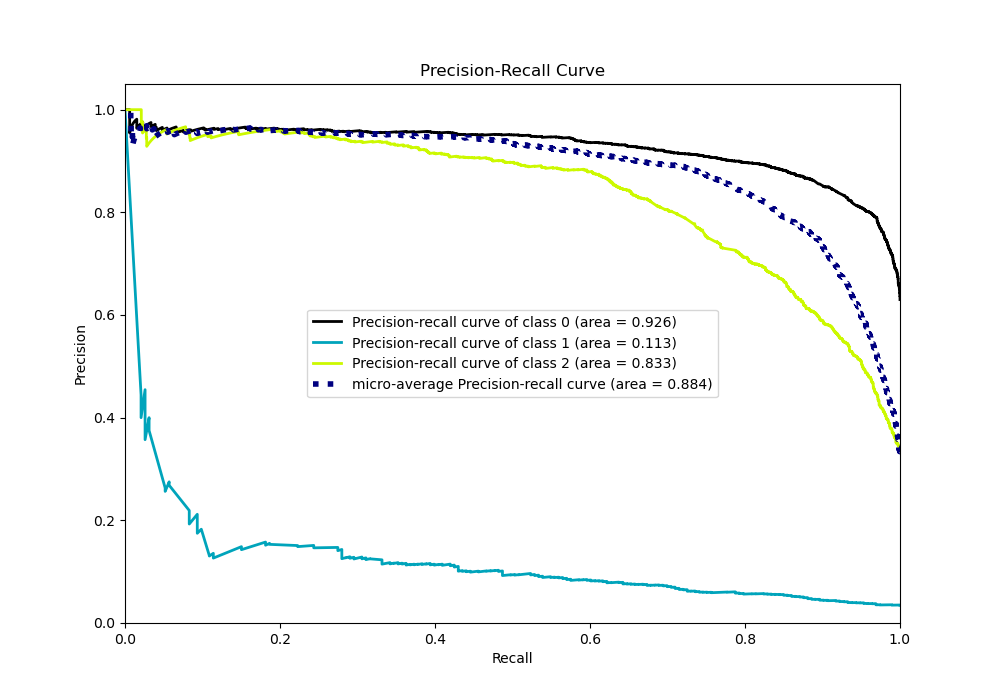 Precision-Recall Curve
1.0
0.8
0.6
0.4
0.2
0.0
Precision
Precision-recall curve of class 0 (area = 0.926)
Precision-recall curve of class 1 (area = 0.113)
Precision-recall curve of class 2 (area = 0.833)
micro-average Precision-recall curve (area = 0.884)
0.0 0.2 0.4 0.6 0.8 1.0
Recall